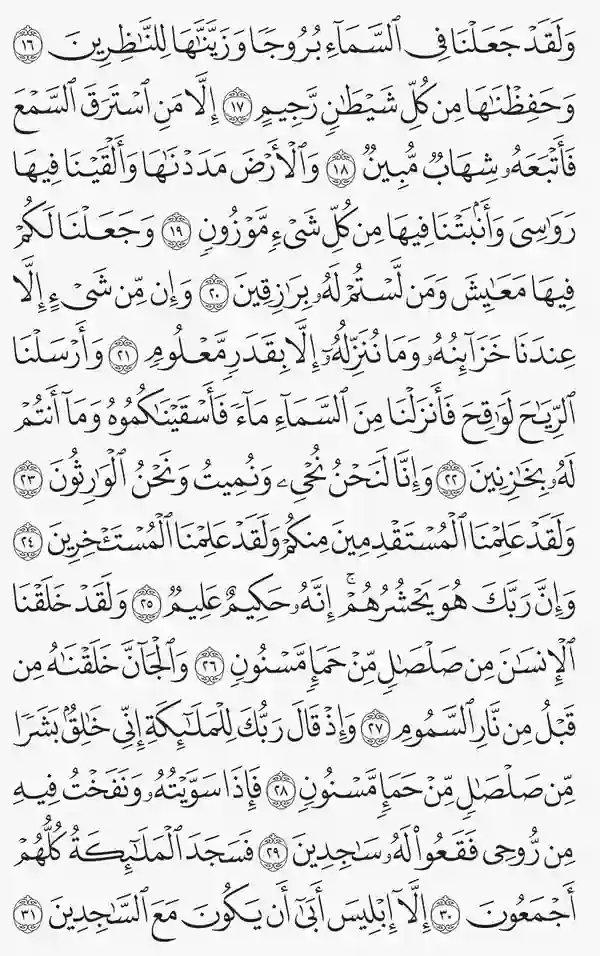 وَلَقَدْ جَعَلْنَا فِي ٱلسَّمَآءِ بُرُوجًا وَزَيَّنَّٰهَا لِلنَّٰظِرِينَ ١٦
وَحَفِظْنَٰهَا مِن كُلِّ شَيْطَٰنٖ رَّجِيمٍ ١٧ إِلَّا مَنِ ٱسْتَرَقَ ٱلسَّمْعَ
فَأَتْبَعَهُۥ شِهَابٞ مُّبِينٞ ١٨ وَٱلْأَرْضَ مَدَدْنَٰهَا وَأَلْقَيْنَا فِيهَا
رَوَٰسِيَ وَأَنۢبَتْنَا فِيهَا مِن كُلِّ شَيْءٖ مَّوْزُونٖ ١٩ وَجَعَلْنَا لَكُمْ
فِيهَا مَعَٰيِشَ وَمَن لَّسْتُمْ لَهُۥ بِرَٰزِقِينَ ٢٠ وَإِن مِّن شَيْءٍ إِلَّا
عِندَنَا خَزَآئِنُهُۥ وَمَا نُنَزِّلُهُۥٓ إِلَّا بِقَدَرٖ مَّعْلُومٖ ٢١ وَأَرْسَلْنَا
ٱلرِّيَٰحَ لَوَٰقِحَ فَأَنزَلْنَا مِنَ ٱلسَّمَآءِ مَآءٗ فَأَسْقَيْنَٰكُمُوهُ وَمَآ أَنتُمْ
لَهُۥ بِخَٰزِنِينَ ٢٢ وَإِنَّا لَنَحْنُ نُحْيِۦ وَنُمِيتُ وَنَحْنُ ٱلْوَٰرِثُونَ ٢٣
وَلَقَدْ عَلِمْنَا ٱلْمُسْتَقْدِمِينَ مِنكُمْ وَلَقَدْ عَلِمْنَا ٱلْمُسْتَـْٔخِرِينَ ٢٤
وَإِنَّ رَبَّكَ هُوَ يَحْشُرُهُمْۚ إِنَّهُۥ حَكِيمٌ عَلِيمٞ ٢٥ وَلَقَدْ خَلَقْنَا
ٱلْإِنسَٰنَ مِن صَلْصَٰلٖ مِّنْ حَمَإٖ مَّسْنُونٖ ٢٦ وَٱلْجَآنَّ خَلَقْنَٰهُ مِن
قَبْلُ مِن نَّارِ ٱلسَّمُومِ ٢٧ وَإِذْ قَالَ رَبُّكَ لِلْمَلَٰٓئِكَةِ إِنِّي خَٰلِقُۢ بَشَرٗا
مِّن صَلْصَٰلٖ مِّنْ حَمَإٖ مَّسْنُونٖ ٢٨ فَإِذَا سَوَّيْتُهُۥ وَنَفَخْتُ فِيهِ
مِن رُّوحِي فَقَعُوا۟ لَهُۥ سَٰجِدِينَ ٢٩ فَسَجَدَ ٱلْمَلَٰٓئِكَةُ كُلُّهُمْ
أَجْمَعُونَ ٣٠ إِلَّآ إِبْلِيسَ أَبَىٰٓ أَن يَكُونَ مَعَ ٱلسَّٰجِدِينَ ٣١